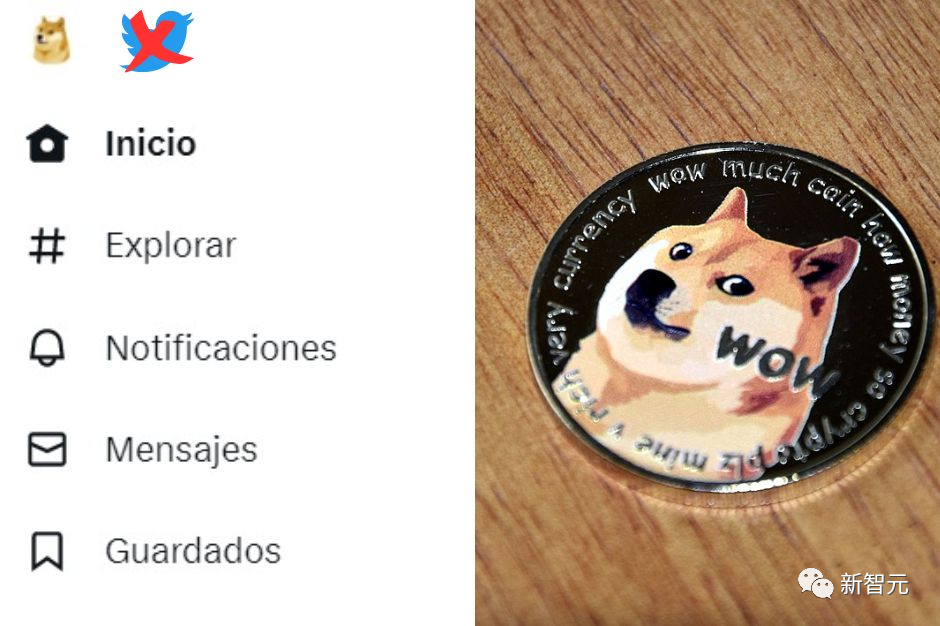 Inicio
Explorar
Notificaciones
Mensajes
Guardados
very currency wow much coin how money so crypto plz mine v rich
wow
新智元